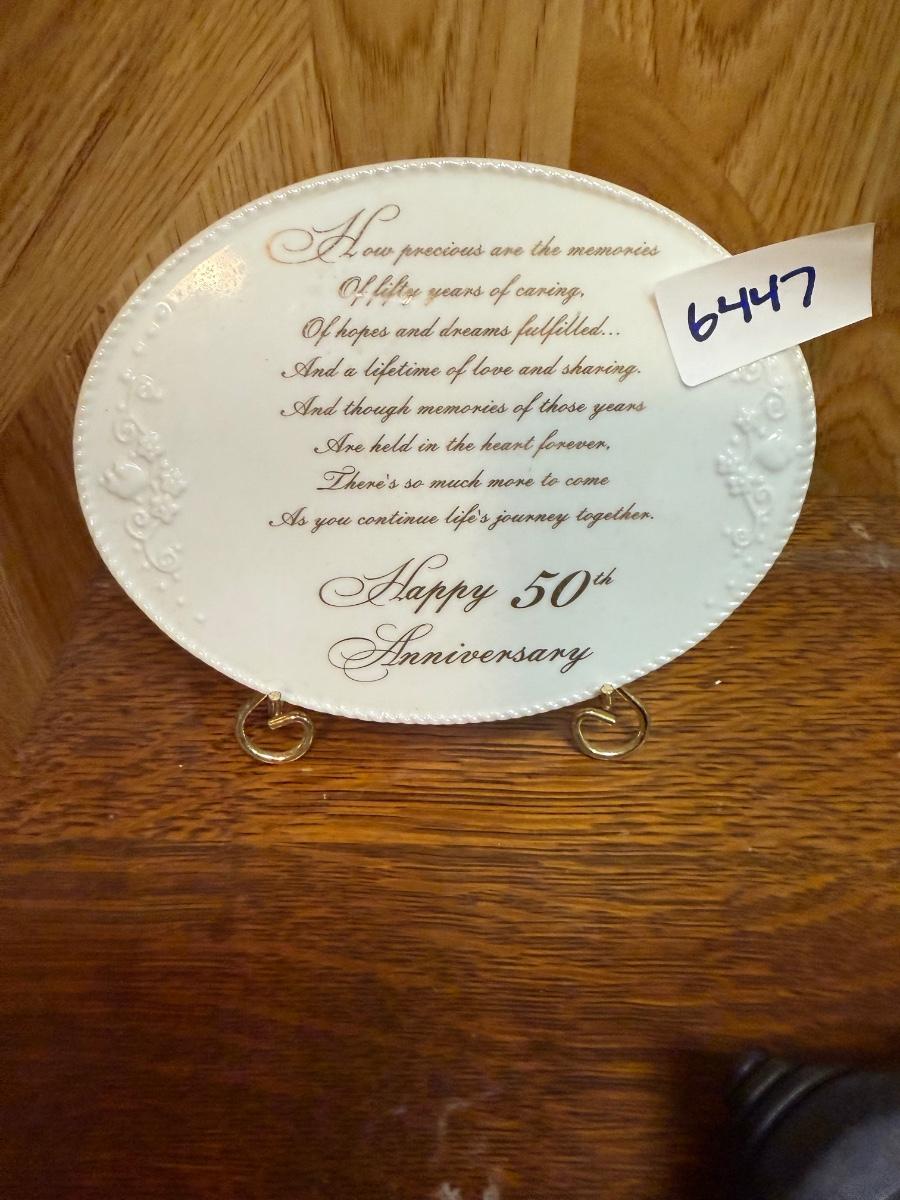 How precious are the memories
Of fifty years of caring,
Of hopes and dreams fulfilled...
And a lifetime of love and sharing.
And though memories of those years
Are held in the heart forever,
There's so much more to come
As you continue life's journey together.
Happy 50th
Anniversary
6447